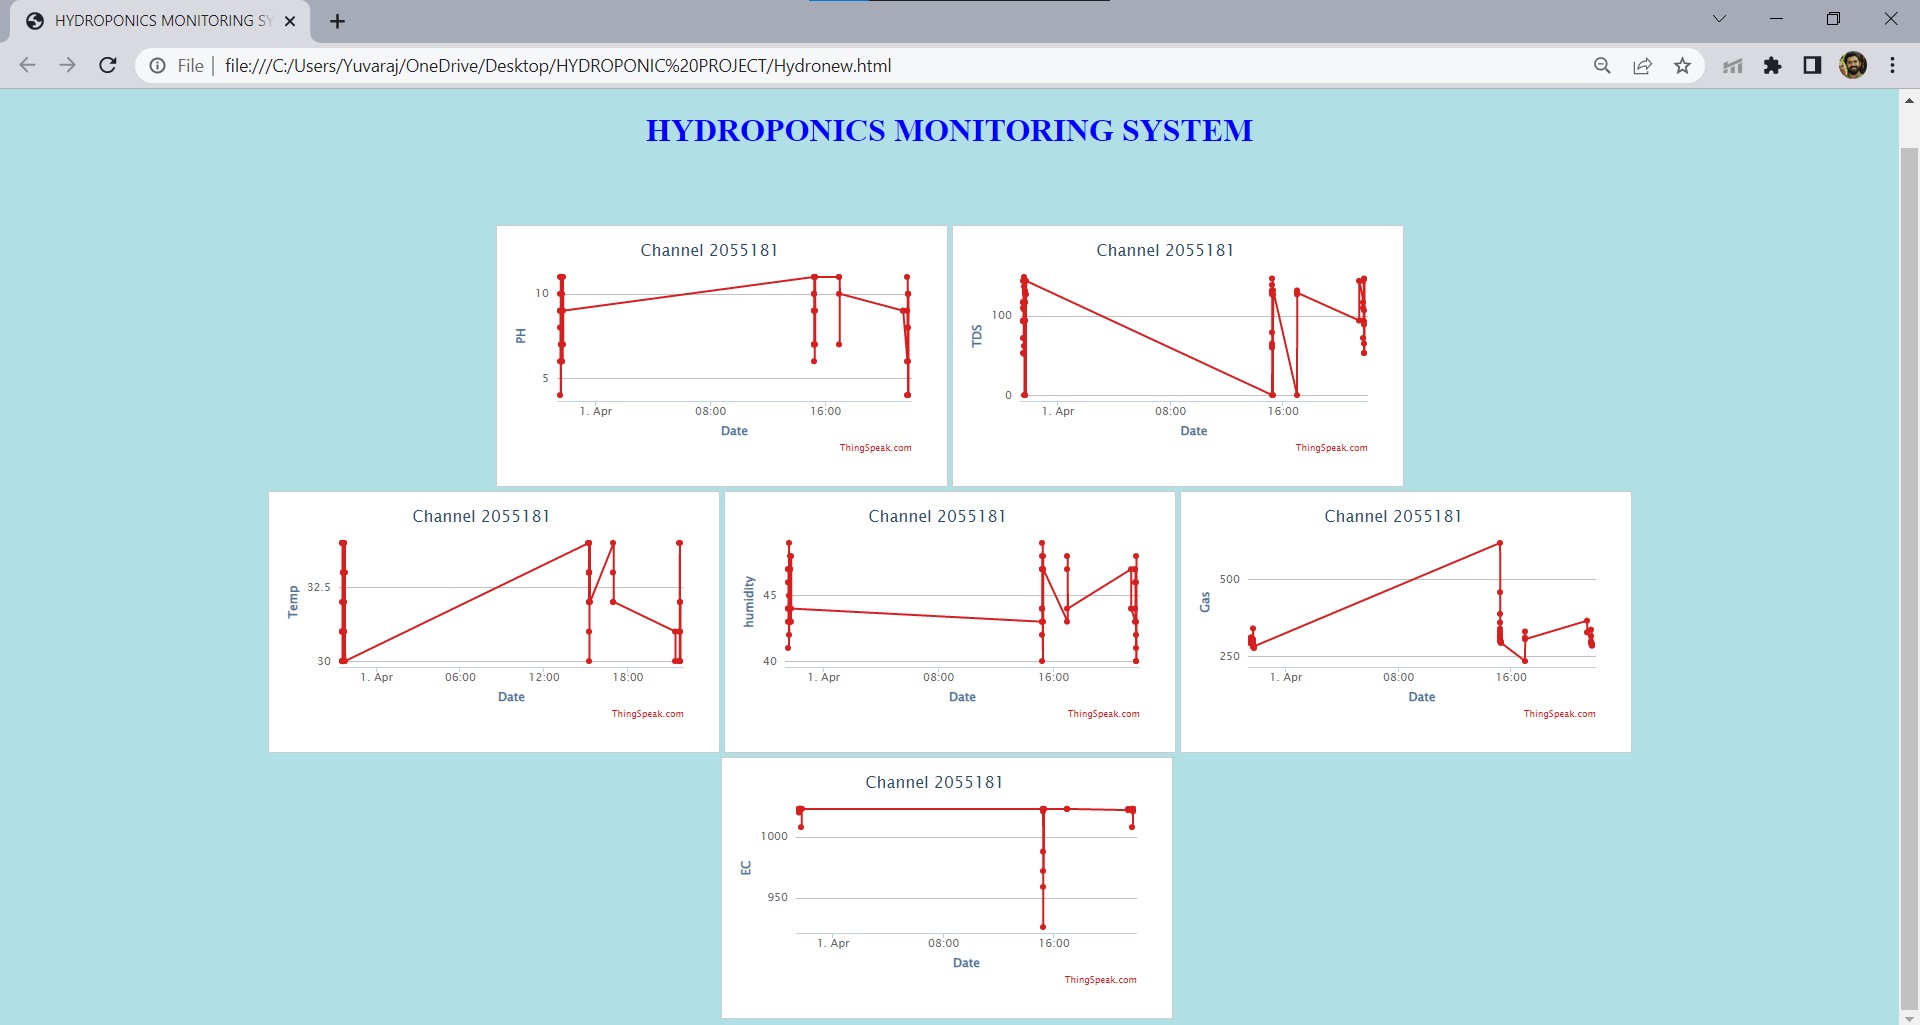 HYDROPONICS MONITORING SY
File
file:///C:/Users/Yuvaraj/OneDrive/Desktop/HYDROPONIC%20PROJECT/Hydronew.html
HYDROPONICS MONITORING SYSTEM
Channel 2055181
PH
10
5
1. Apr 08:00 16:00
Date
ThingSpeak.com
Channel 2055181
TDS
100
0
1. Apr 08:00 16:00
Date
ThingSpeak.com
Channel 2055181
Temp
32.5
30
1. Apr 06:00 12:00 18:00
Date
ThingSpeak.com
Channel 2055181
humidity
45
40
1. Apr 08:00 16:00
Date
ThingSpeak.com
Channel 2055181
Gas
500
250
1. Apr 08:00 16:00
Date
ThingSpeak.com
Channel 2055181
EC
1000
950
1. Apr 08:00 16:00
Date
ThingSpeak.com